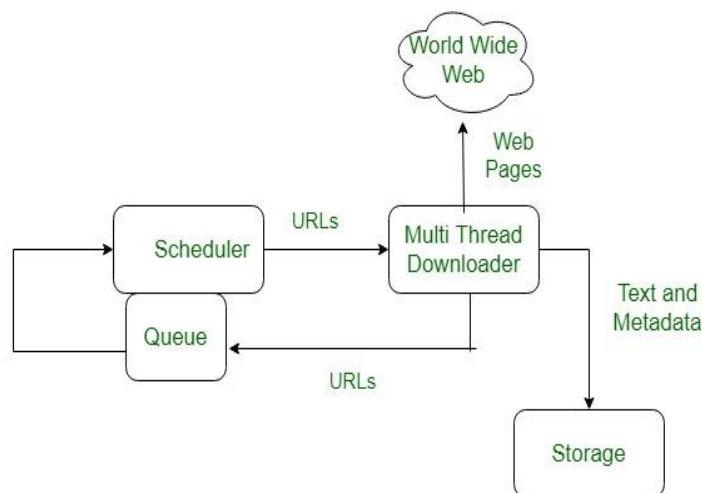 World Wide
Web
Web
Pages
URLs
Scheduler
Multi Thread
Downloader
Text and
Metadata
Queue
URLs
Storage